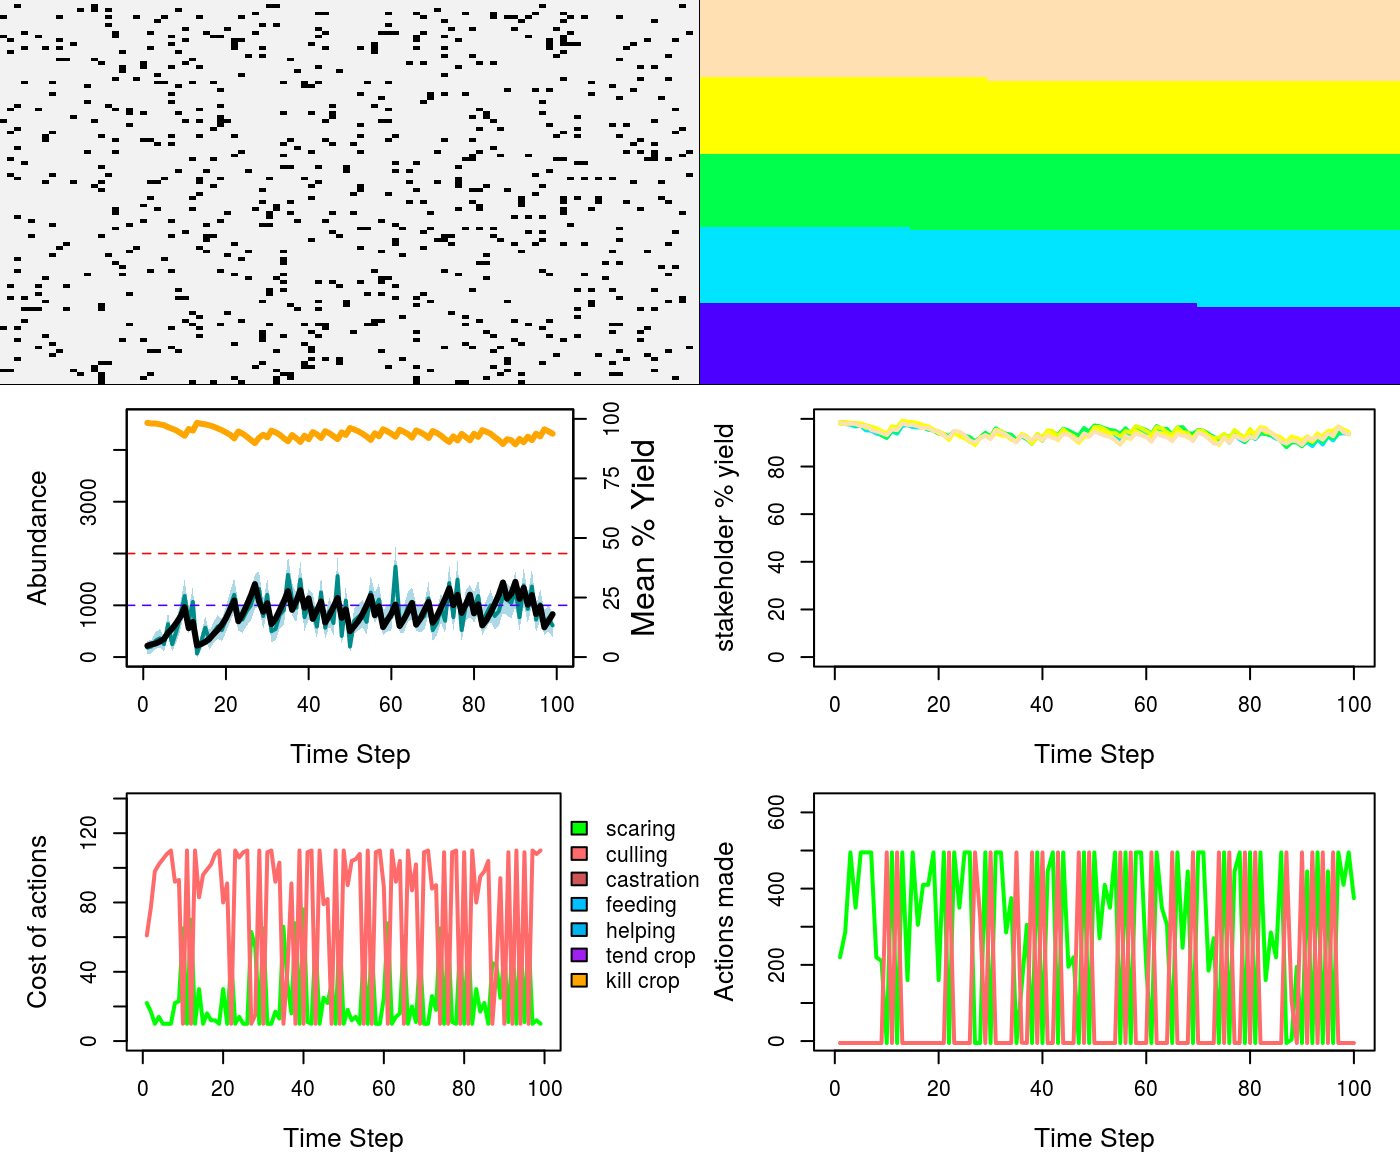 Abundance
0
1000
3000
0
25
50
75
100
Mean % Yield
0
20
40
60
80
100
Time Step
stakeholder % yield
0
20
40
60
80
0
20
40
60
80
100
Time Step
Cost of actions
0
40
80
120
0
20
40
60
80
100
Time Step
scaring
culling
castration
feeding
helping
tend crop
kill crop
Actions made
0
200
400
600
0
20
40
60
80
100
Time Step